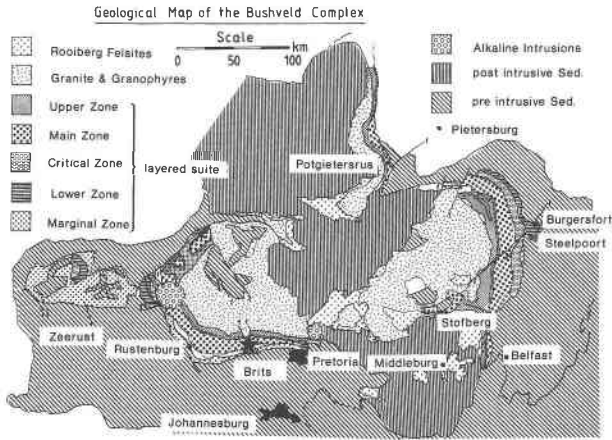 Geological Map of the Bushveld Complex
Scale
0 60 100 km
Rooiberg Felsites
Granite & Granophyres
Upper Zone
Main Zone
Critical Zone
layered suite
Lower Zone
Marginal Zone
Alkaline Intrusions
post intrusive Sed.
pre intrusive Sed.
Pietersburg
Potgietersrus
Burgersfort
Steelpoort
Zeerust
Stofberg
Rustenburg
Brits
Pretoria
Middleburg
Belfast
Johannesburg